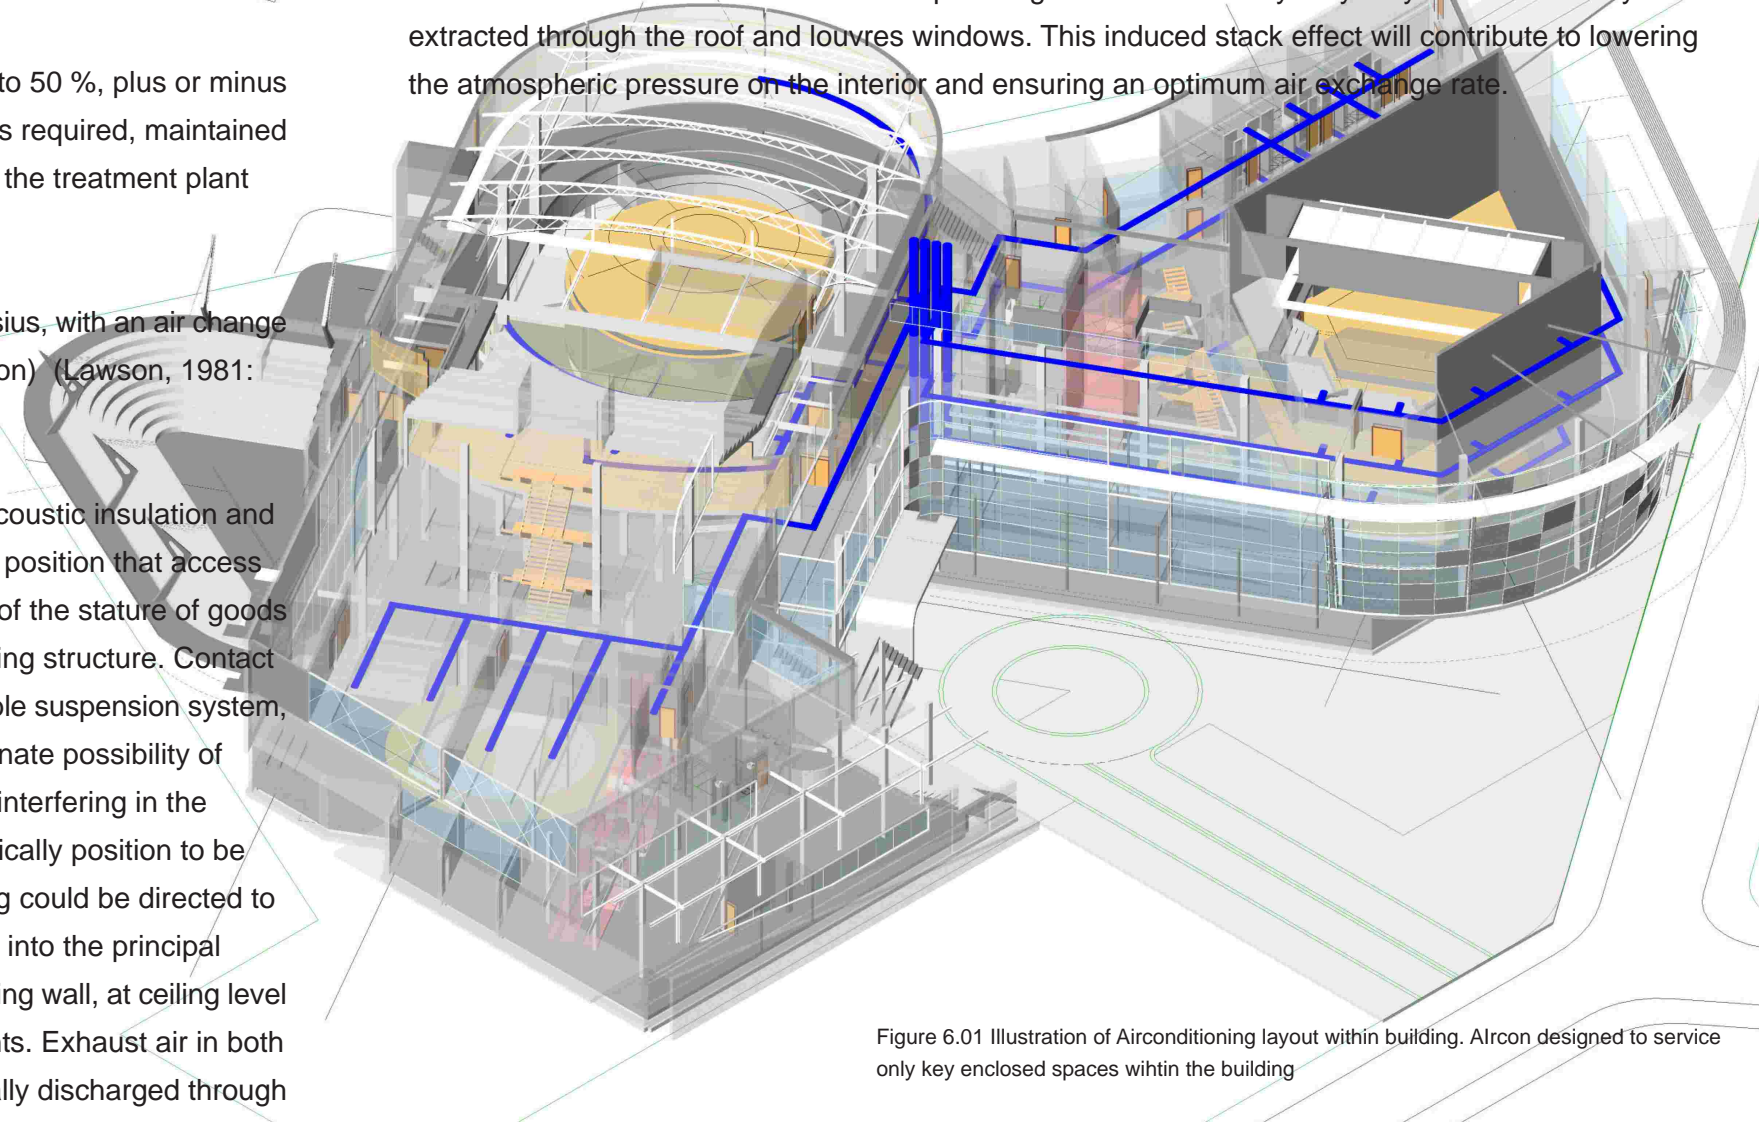 to 50 %, plus or minus
s required, maintained
the treatment plant
sius, with an air change
on) (Lawson, 1981:
coustic insulation and
position that access
of the stature of goods
ing structure. Contact
ble suspension system,
nate possibility of
interfering in the
ically position to be
g could be directed to
into the principal
ing wall, at ceiling level
nts. Exhaust air in both
ally discharged through
extracted through the roof and louvres windows. This induced stack effect will contribute to lowering
the atmospheric pressure on the interior and ensuring an optimum air exchange rate.
Figure 6.01 Illustration of Airconditioning layout within building. AIrcon designed to service
only key enclosed spaces wihtin the building